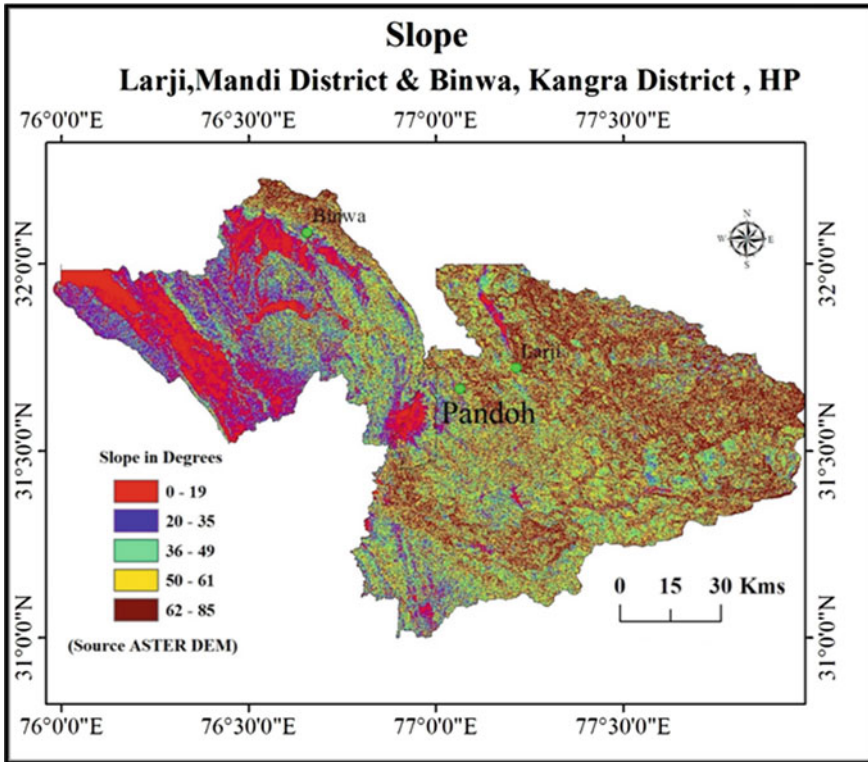 Slope
Larji,Mandi District & Binwa, Kangra District , HP
76°0'0"E 76°30'0"E 77°0'0"E 77°30'0"E
32°0'0"N
31°30'0"N
31°0'0"N
N
W E
S
Binwa
Larji
Pandoh
Slope in Degrees
0 - 19
20 - 35
36 - 49
50 - 61
62 - 85
(Source ASTER DEM)
0 15 30 Kms
32°0'0"N
31°30'0"N
31°0'0"N
76°0'0"E 76°30'0"E 77°0'0"E 77°30'0"E